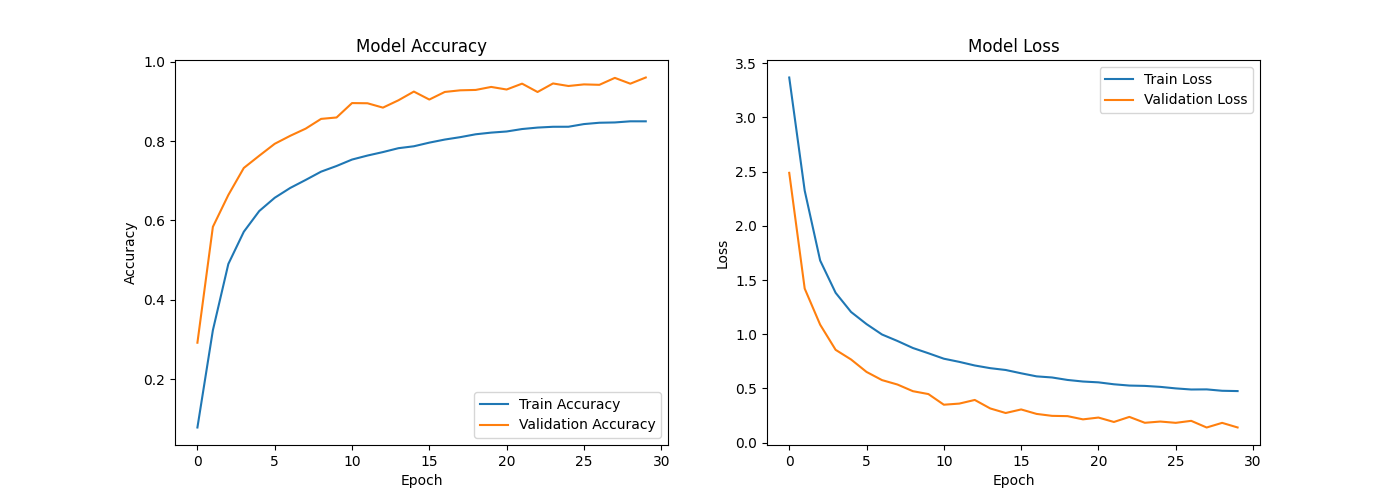 Model Accuracy
1.0
0.8
0.6
0.4
0.2
Accuracy
Train Accuracy
Validation Accuracy
0
5
10
15
20
25
30
Epoch
Model Loss
3.5
3.0
2.5
2.0
1.5
1.0
0.5
0.0
Loss
Train Loss
Validation Loss
0
5
10
15
20
25
30
Epoch